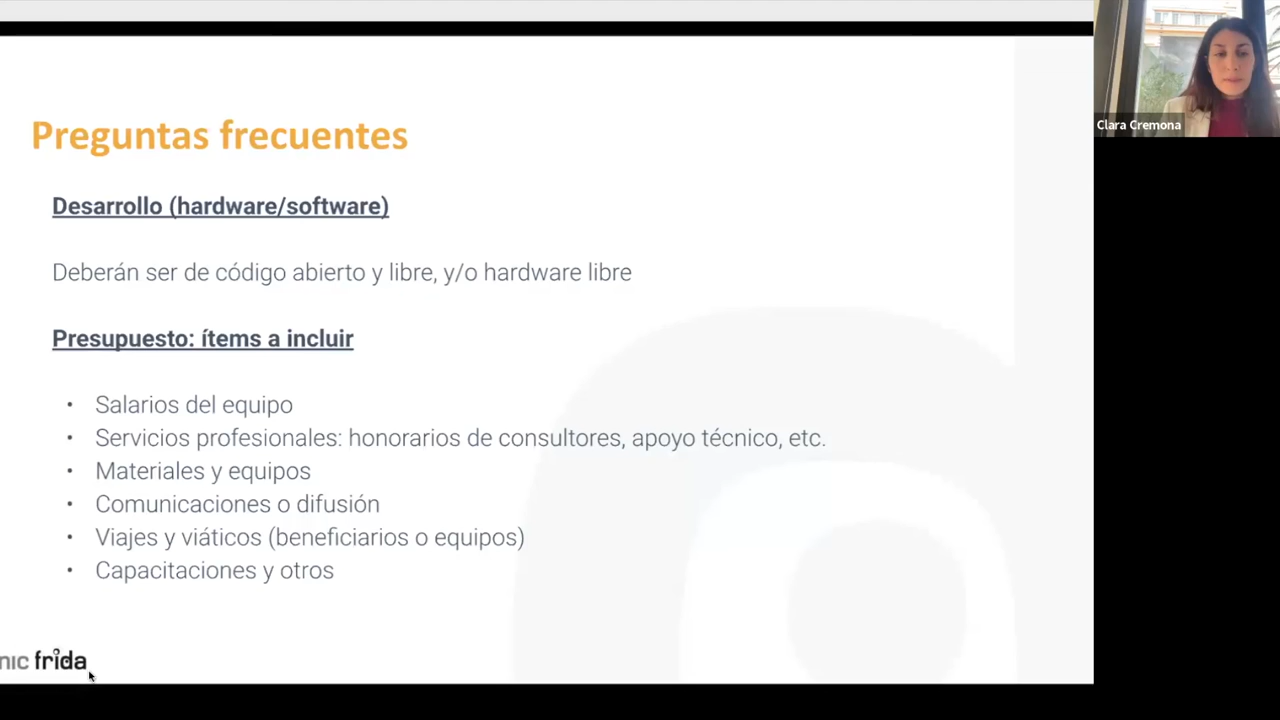 Preguntas frecuentes
Clara Cremona
Desarrollo (hardware/software)
Deberán ser de código abierto y libre, y/o hardware libre
Presupuesto: ítems a incluir
• Salarios del equipo
• Servicios profesionales: honorarios de consultores, apoyo técnico, etc.
• Materiales y equipos
• Comunicaciones o difusión
• Viajes y viáticos (beneficiarios o equipos)
• Capacitaciones y otros
nic frida